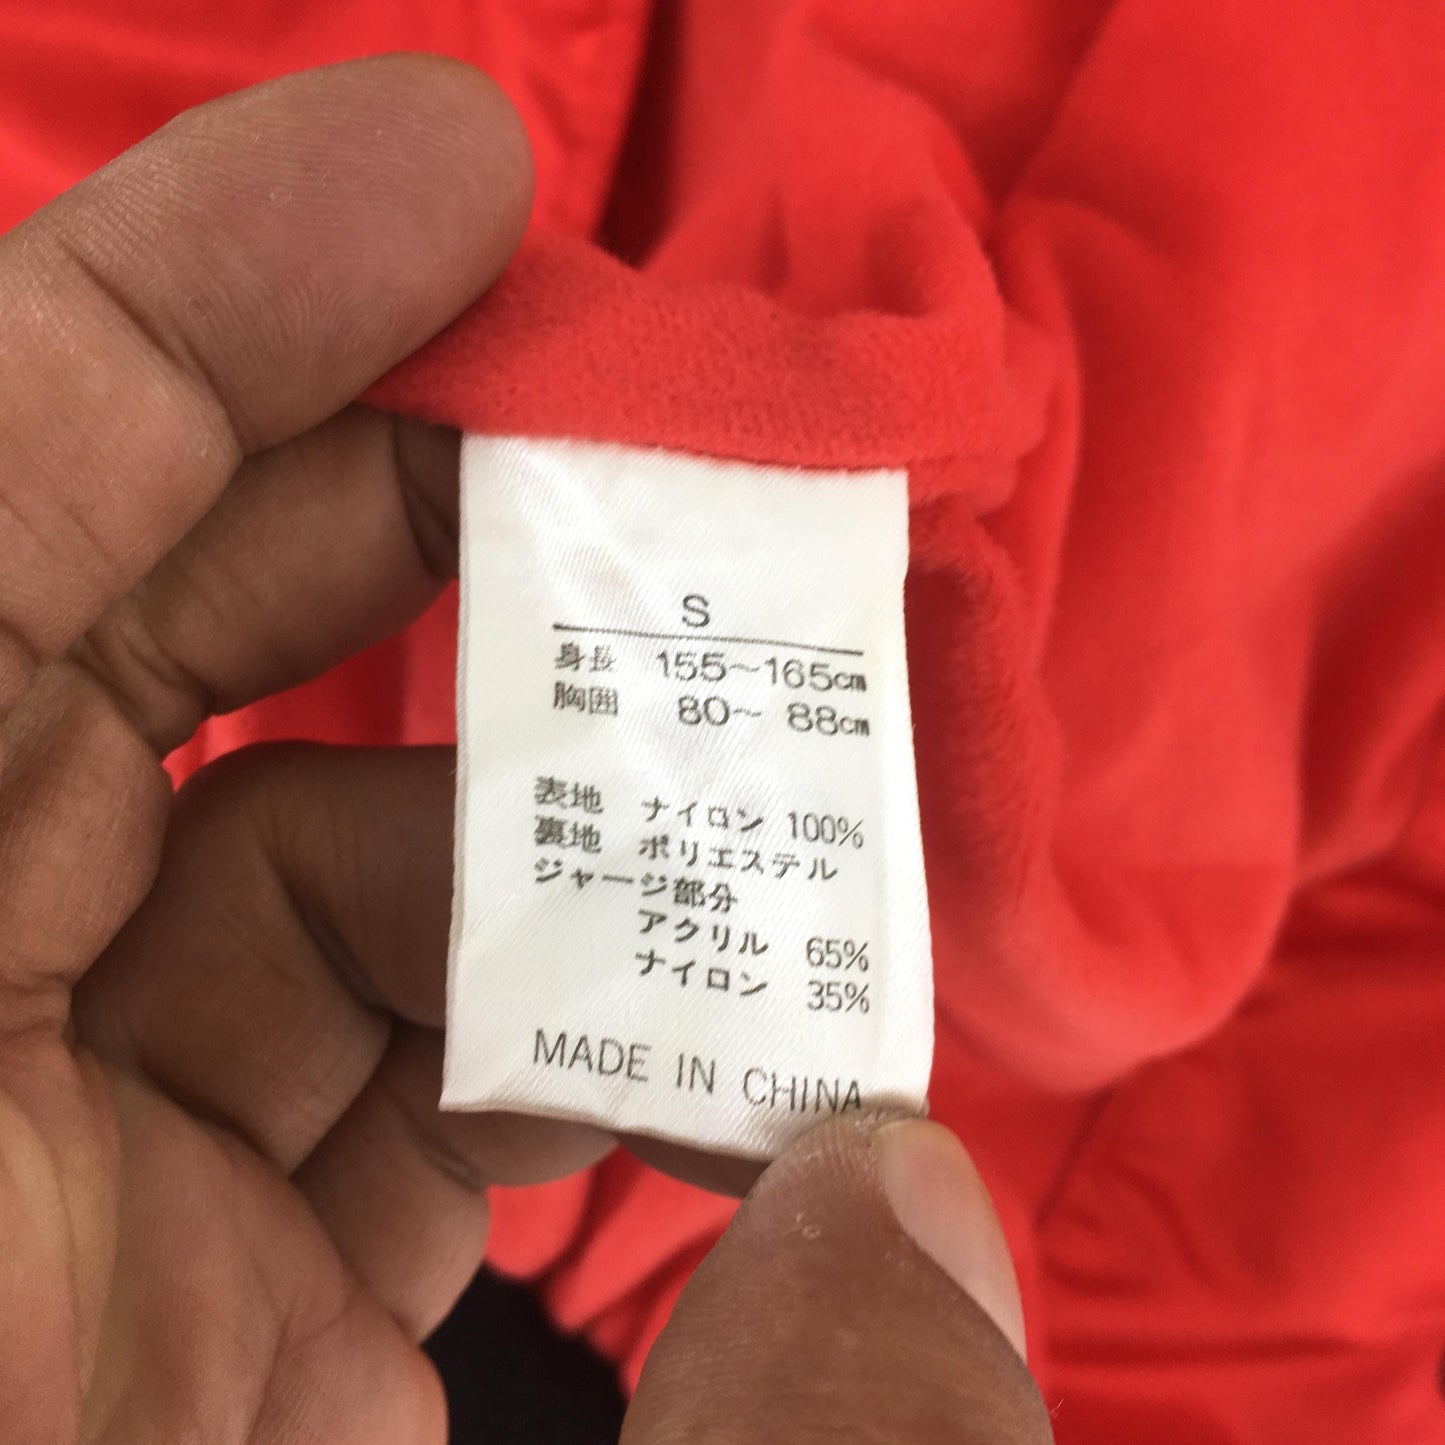 S
身長 155～165cm
胸囲 80～ 88cm
表地 ナイロン 100%
裏地 ポリエステル
ジャージ部分
アクリル 65%
ナイロン 35%
MADE IN CHINA